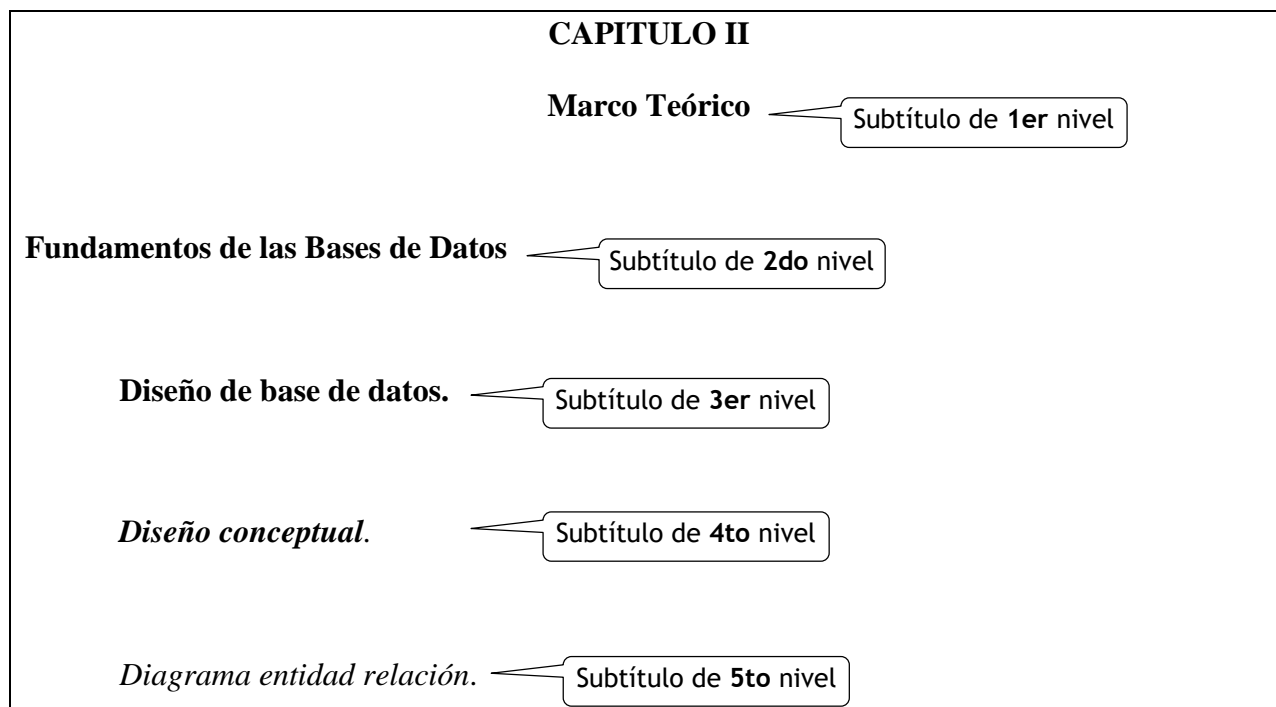 CAPITULO II
Marco Teórico
Subtítulo de 1er nivel
Fundamentos de las Bases de Datos
Subtítulo de 2do nivel
Diseño de base de datos.
Subtítulo de 3er nivel
Diseño conceptual.
Subtítulo de 4to nivel
Diagrama entidad relación.
Subtítulo de 5to nivel